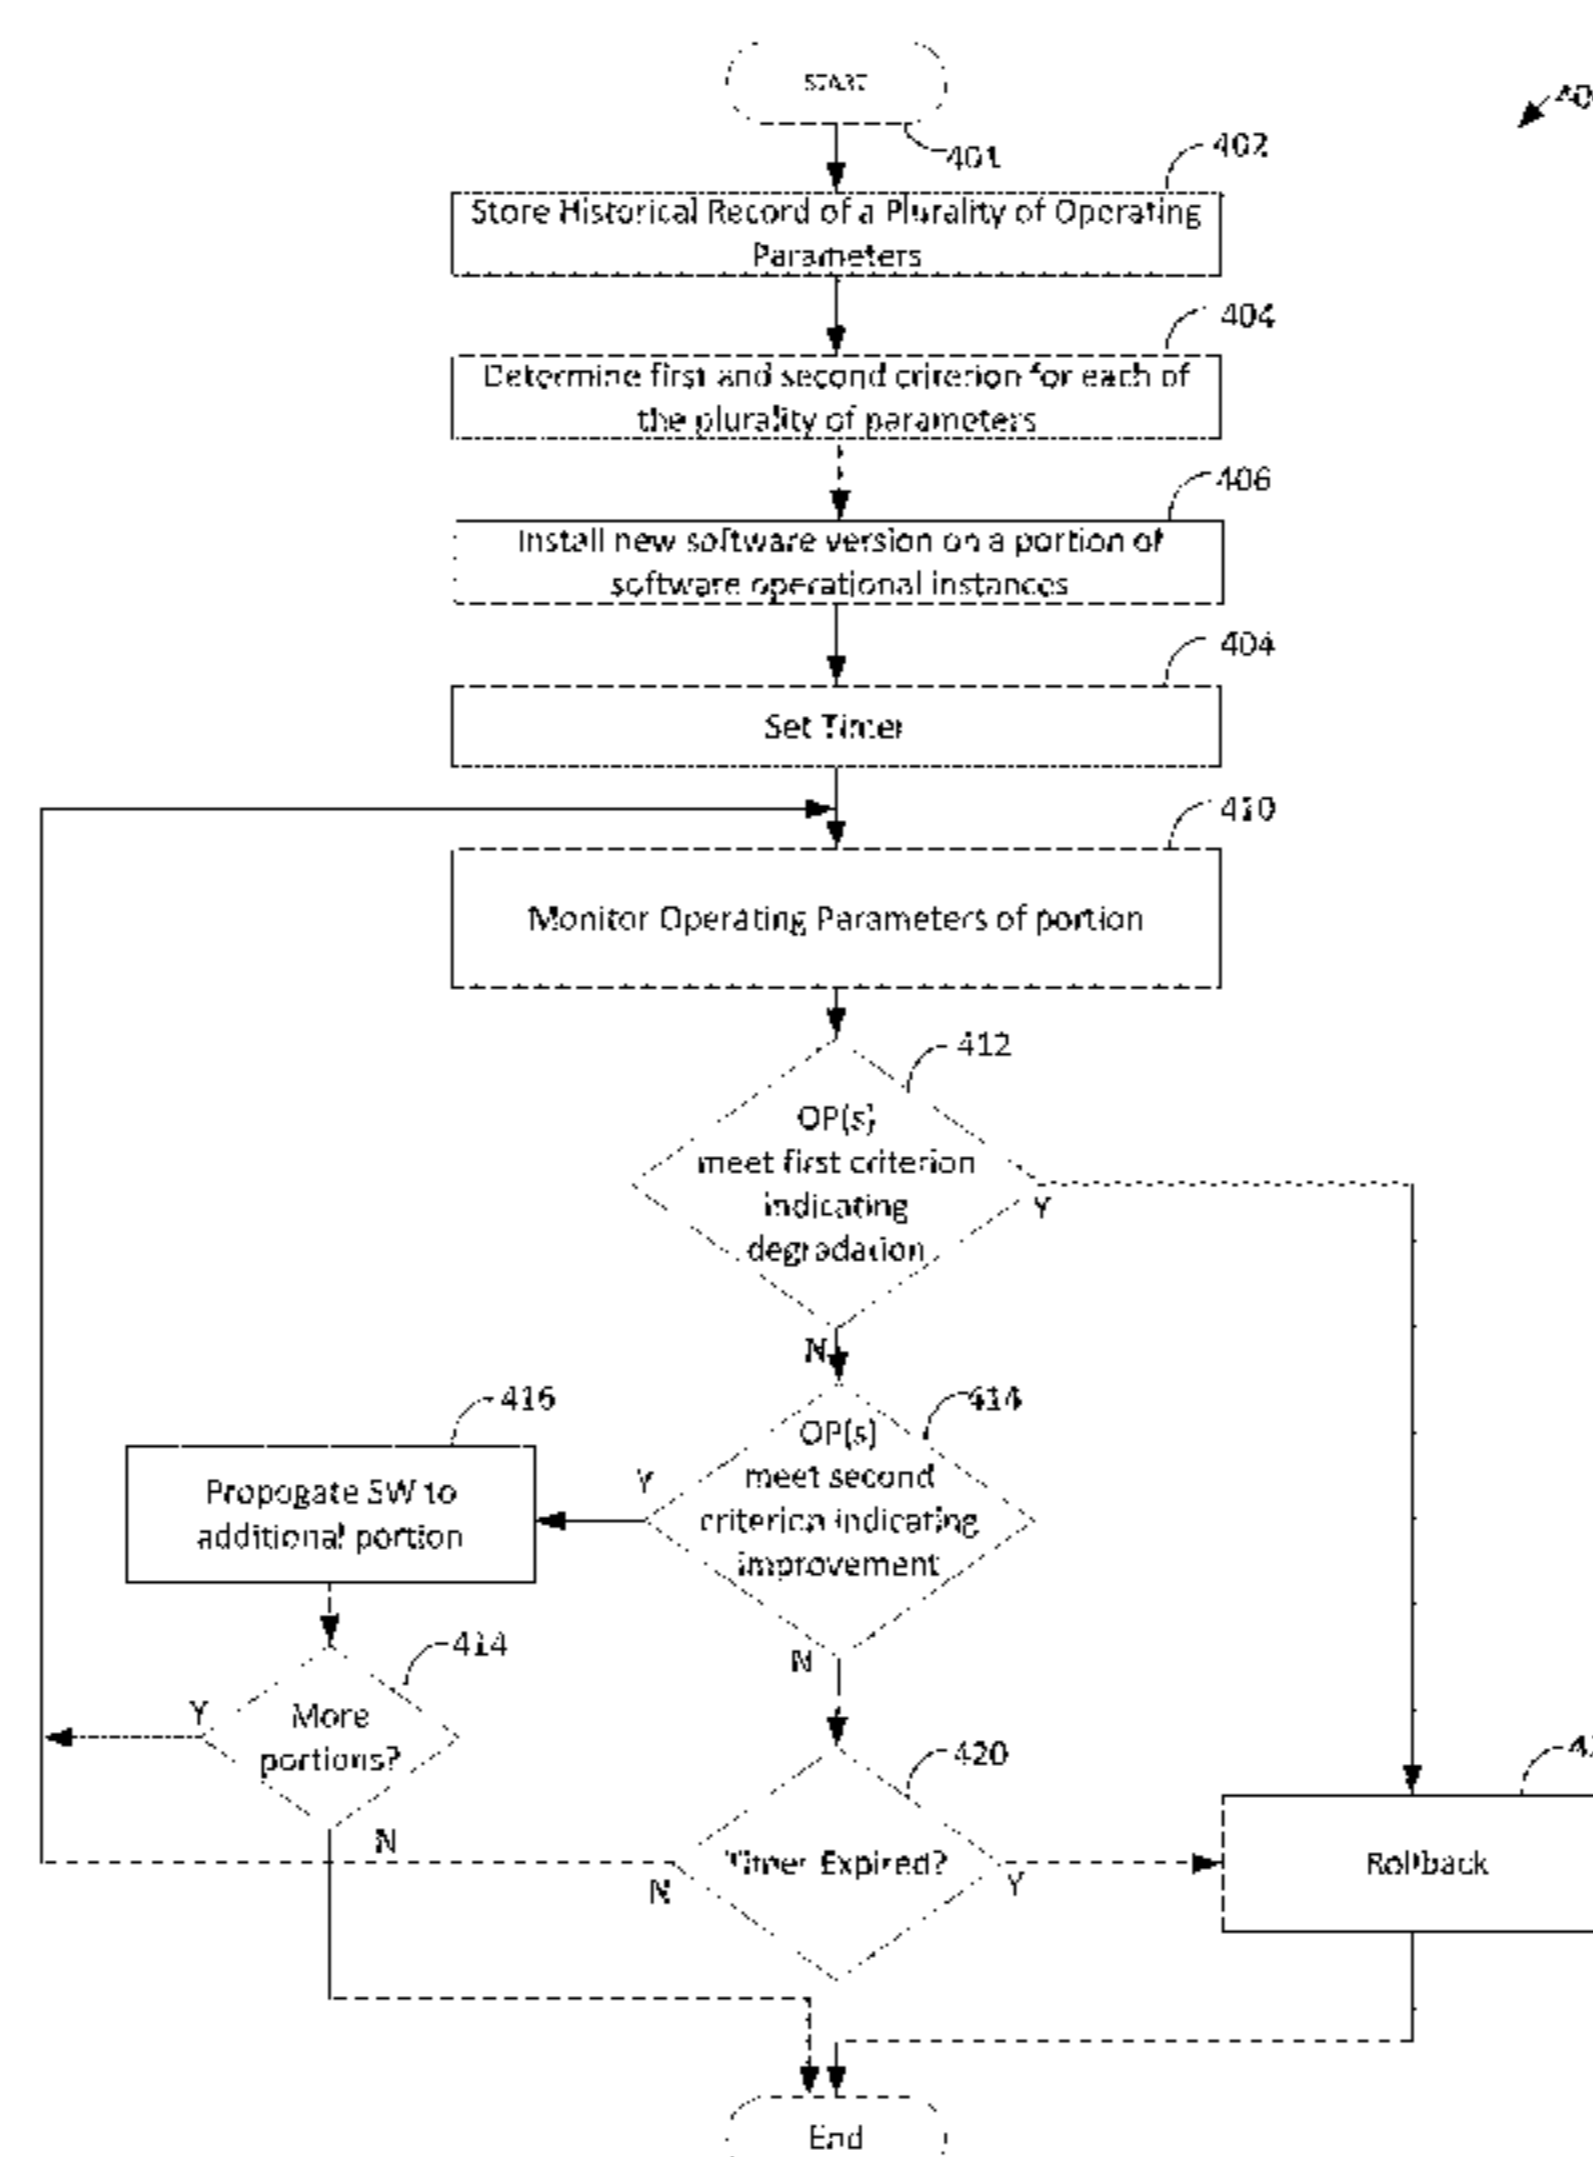 START
401
402
Store Historical Record of a Plurality of Operating
Parameters
404
Determine first and second criterion for each of
the plurality of parameters
406
Install new software version on a portion of
software operational instances
404
Set Timer
410
Monitor Operating Parameters of portion
412
OP(s)
meet first criterion
indicating
degradation
Y
N
414
OP(s)
meet second
criterion indicating
improvement
Y
N
416
Propogate SW to
additional portion
414
More
portions?
Y
N
420
Timer Expired?
N
Y
Rollback
End